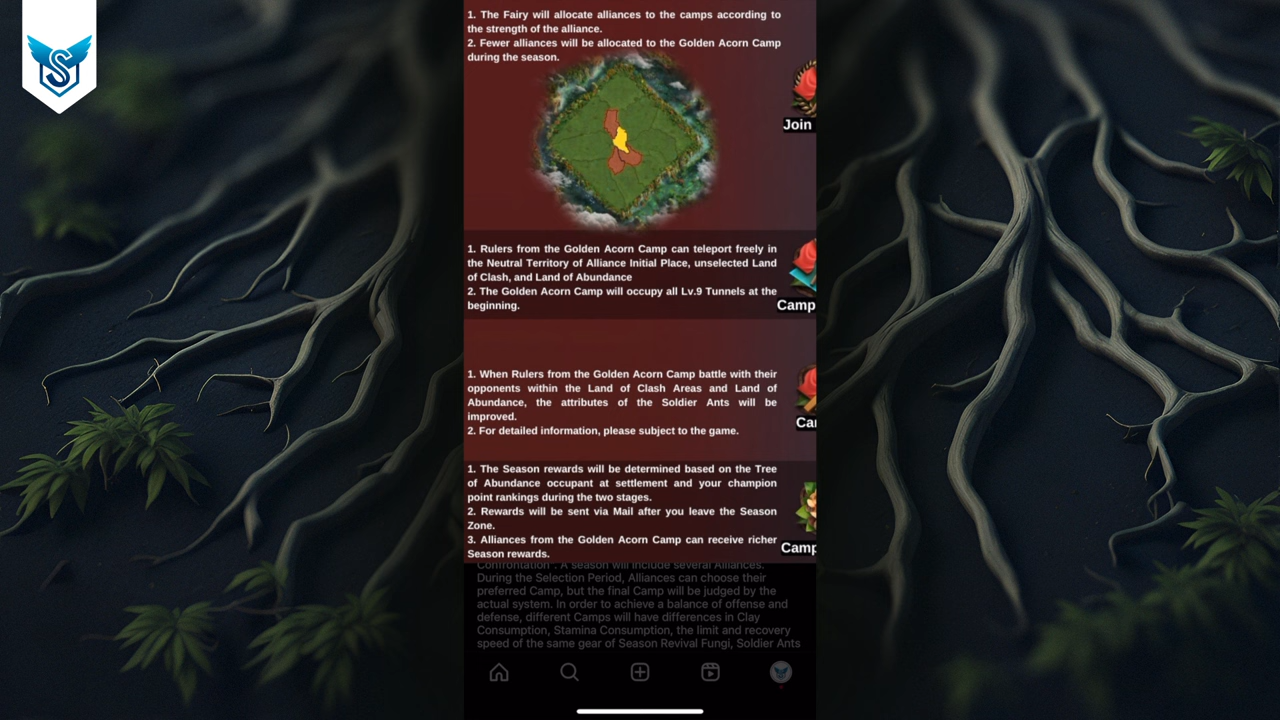 1. The Fairy will allocate alliances to the camps according to
the strength of the alliance.
2. Fewer alliances will be allocated to the Golden Acorn Camp
during the season.
Join
1. Rulers from the Golden Acorn Camp can teleport freely in
the Neutral Territory of Alliance Initial Place, unselected Land
of Clash, and Land of Abundance
2. The Golden Acorn Camp will occupy all Lv.9 Tunnels at the
beginning.
Camp
1. When Rulers from the Golden Acorn Camp battle with their
opponents within the Land of Clash Areas and Land of
Abundance, the attributes of the Soldier Ants will be
improved.
2. For detailed information, please subject to the game.
Ca
1. The Season rewards will be determined based on the Tree
of Abundance occupant at settlement and your champion
point rankings during the two stages.
2. Rewards will be sent via Mail after you leave the Season
Zone.
3. Alliances from the Golden Acorn Camp can receive richer
Season rewards.
Camp
Confrontation". A season will include several Alliances.
During the Selection Period, Alliances can choose their
preferred Camp, but the final Camp will be judged by the
actual system. In order to achieve a balance of offense and
defense, different Camps will have differences in Clay
Consumption, Stamina Consumption, the limit and recovery
speed of the same gear of Season Revival Fungi, Soldier Ants